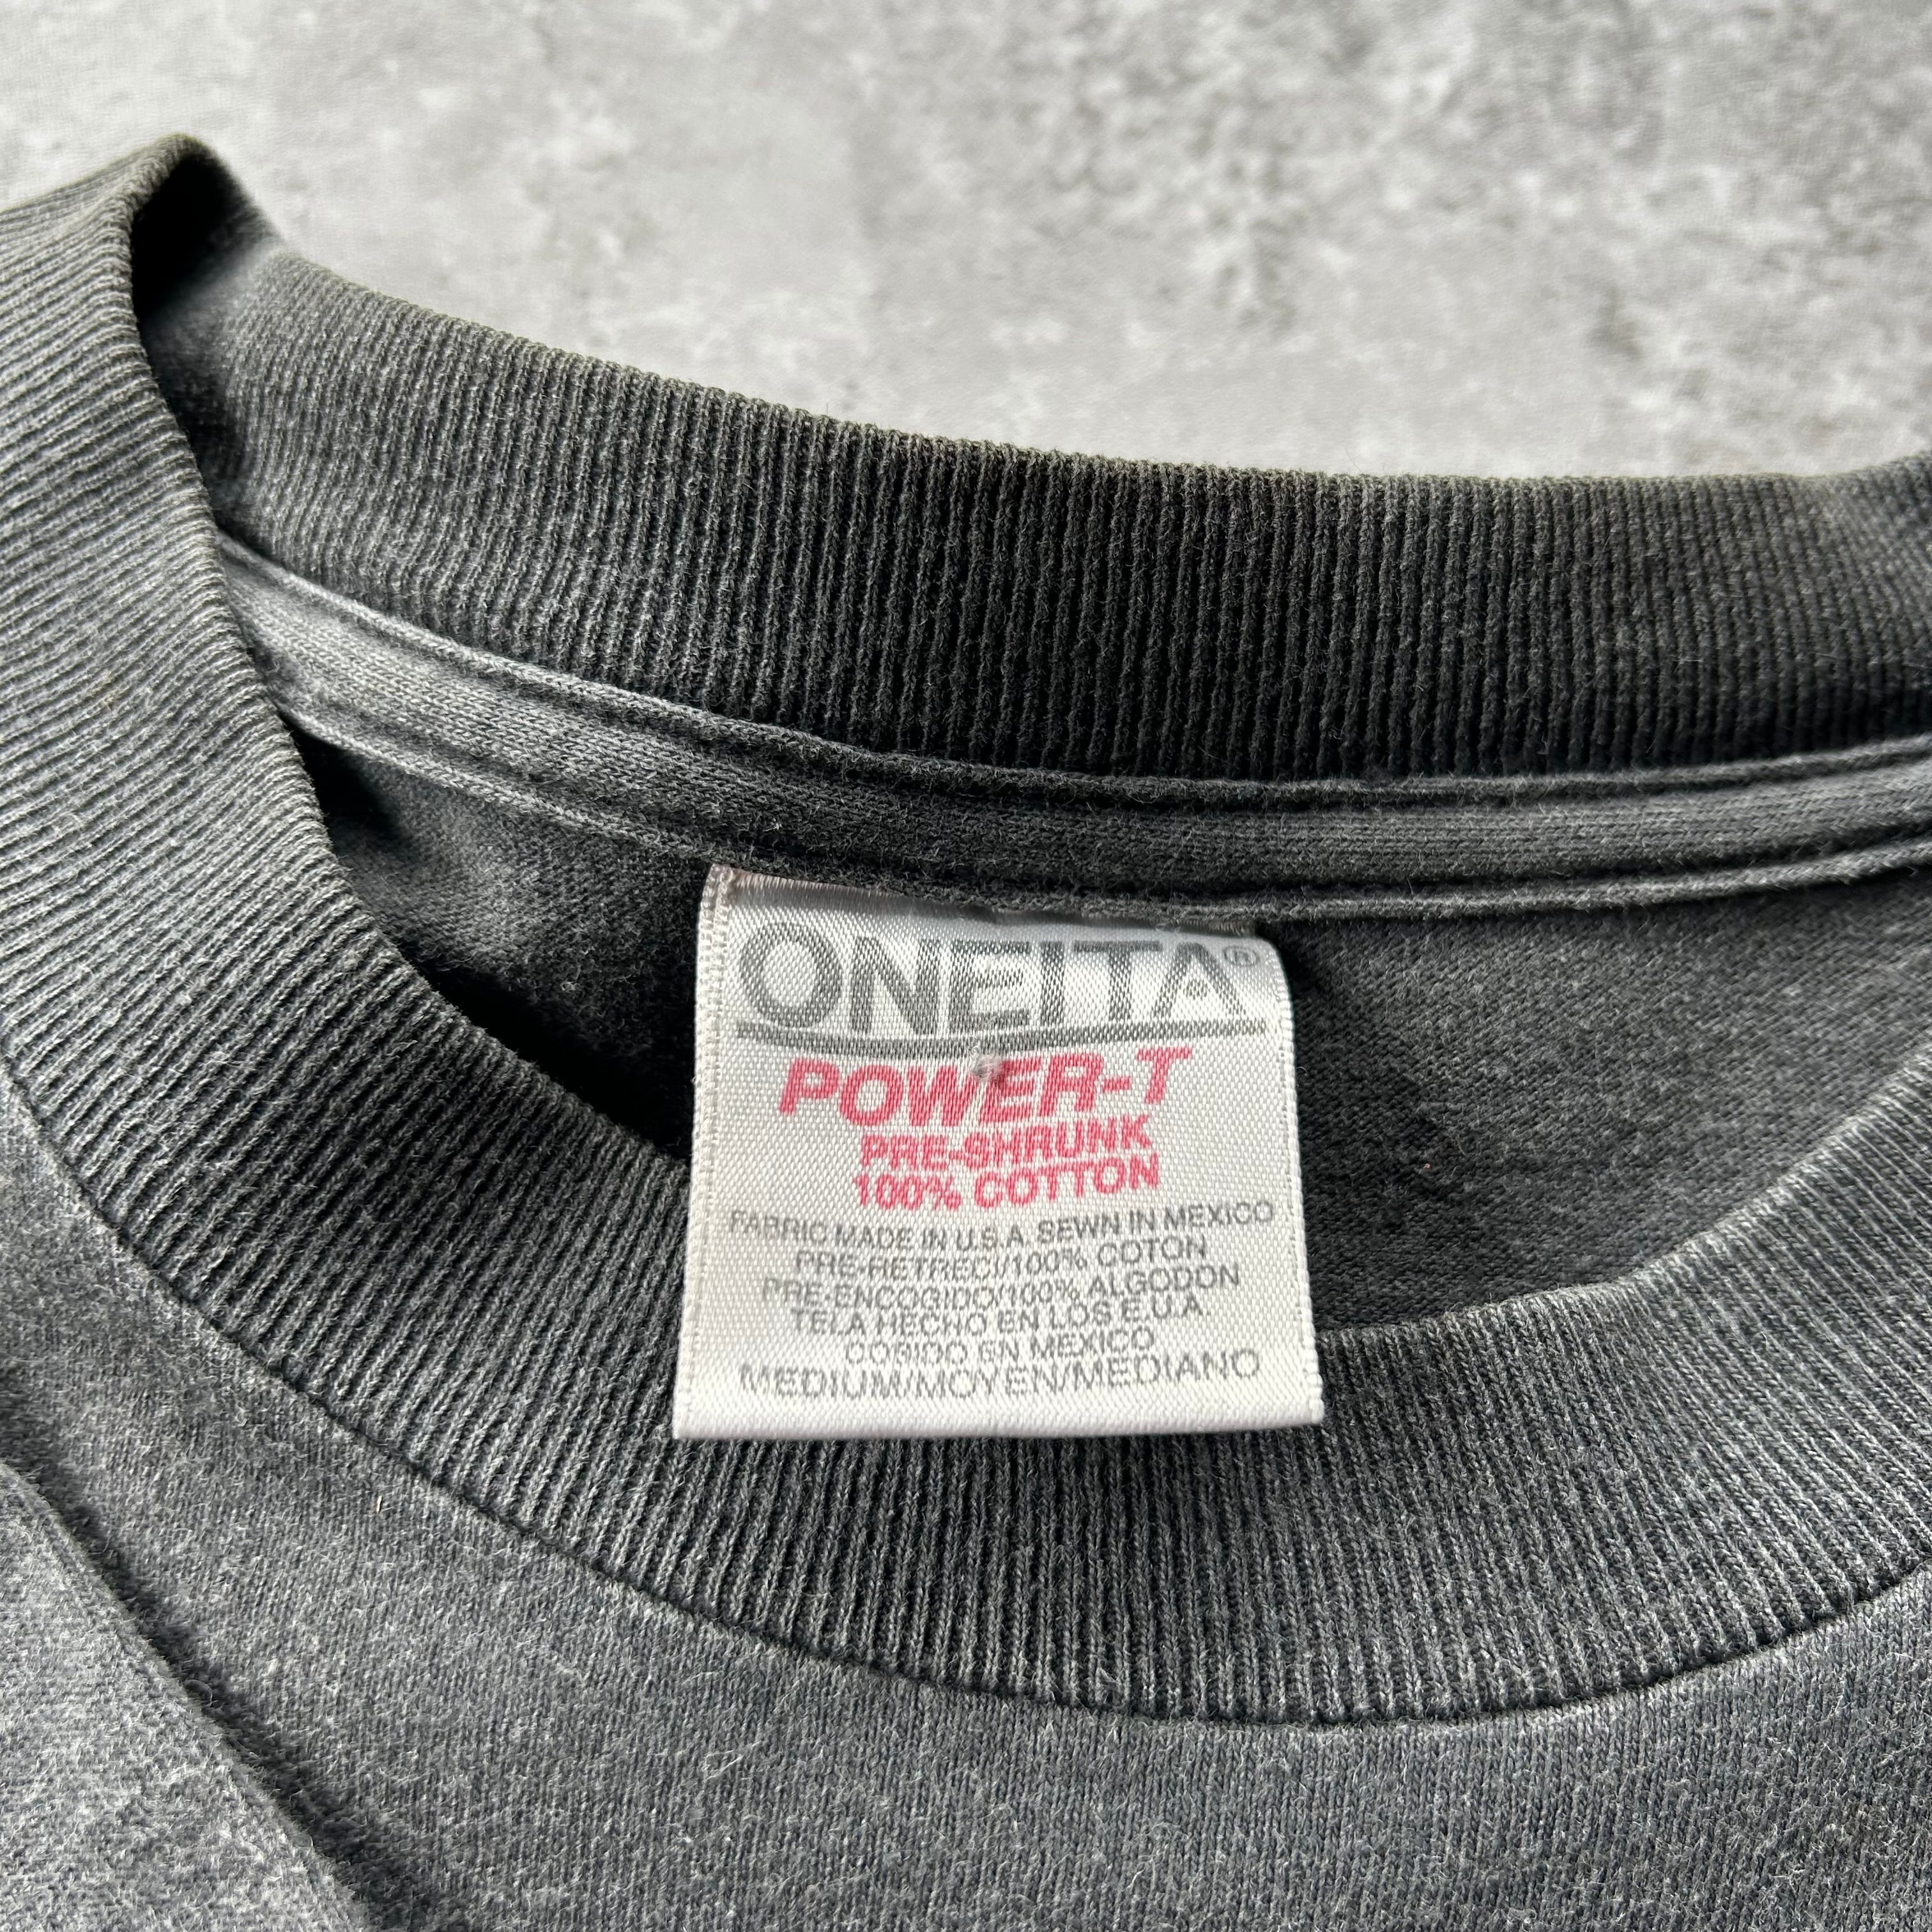 ONEITA®
POWER-T
PRE-SHRUNK
100% COTTON
FABRIC MADE IN U.S.A. SEWN IN MEXICO
PRE-RETRECI/100% COTON
PRE-ENCOGIDO/100% ALGODON
TELA HECHO EN LOS E.U.A.
COSIDO EN MEXICO
MEDIUM/MOYEN/MEDIANO